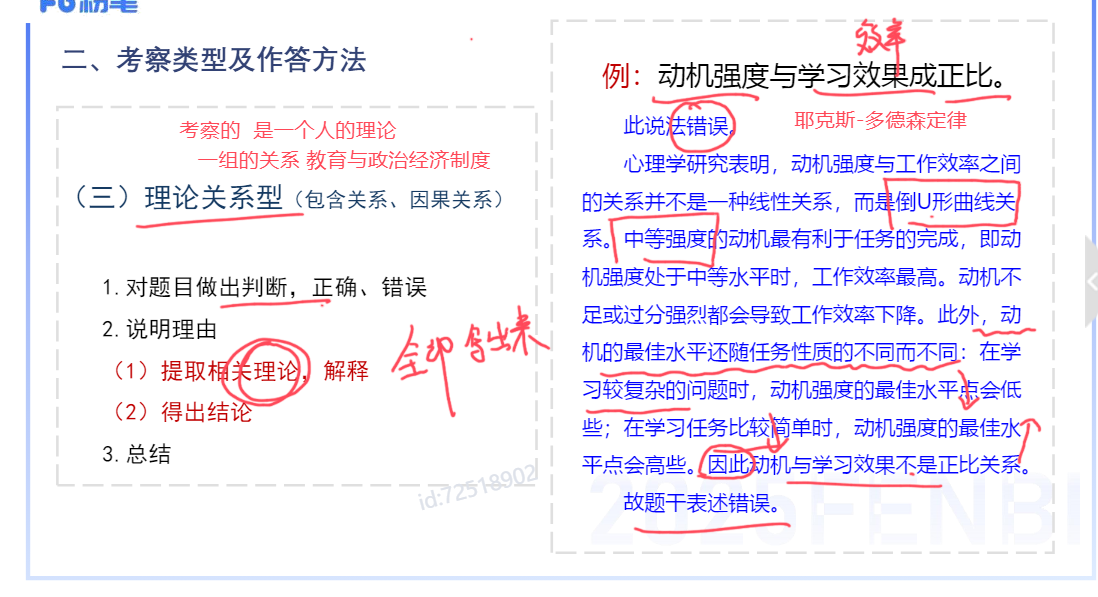 FG粉笔
二、考察类型及作答方法
考察的 是一个人的理论
一组的关系 教育与政治经济制度
（三）理论关系型（包含关系、因果关系）
1.对题目做出判断，正确、错误
2.说明理由
（1）提取相关理论，解释
（2）得出结论
3.总结
全部写出来
id:72518902
效率
例：动机强度与学习效果成正比。
此说法错误。
耶克斯-多德森定律
心理学研究表明，动机强度与工作效率之间
的关系并不是一种线性关系，而是倒U形曲线关
系。中等强度的动机最有利于任务的完成，即动
机强度处于中等水平时，工作效率最高。动机不
足或过分强烈都会导致工作效率下降。此外，动
机的最佳水平还随任务性质的不同而不同：在学
习较复杂的问题时，动机强度的最佳水平点会低
些；在学习任务比较简单时，动机强度的最佳水
平点会高些。因此动机与学习效果不是正比关系。
故题干表述错误。
2025FENBI